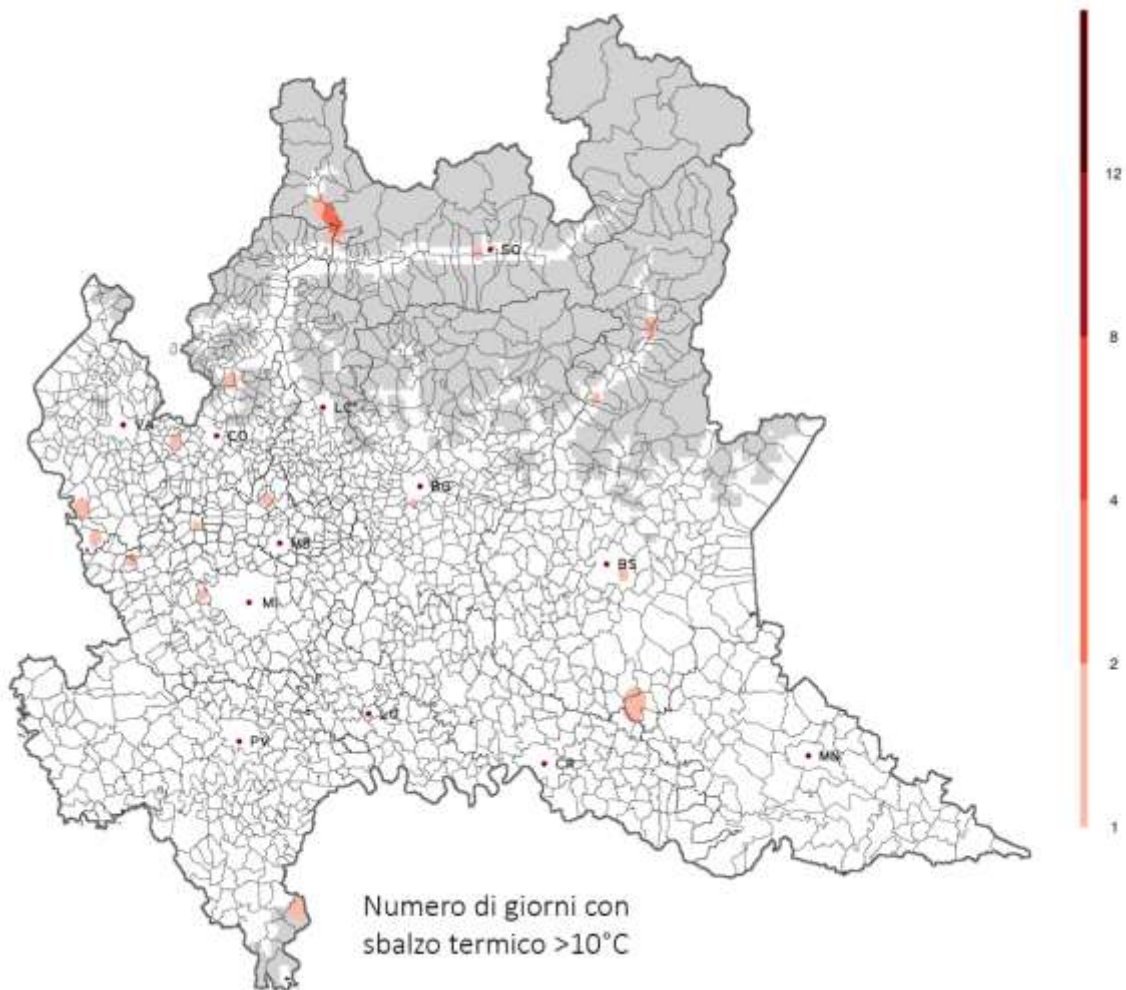 12
SO
8
LC
VA
CO
BG
4
MB
BS
MI
2
LO
PV
CR
MN
1
Numero di giorni con
sbalzo termico >10°C